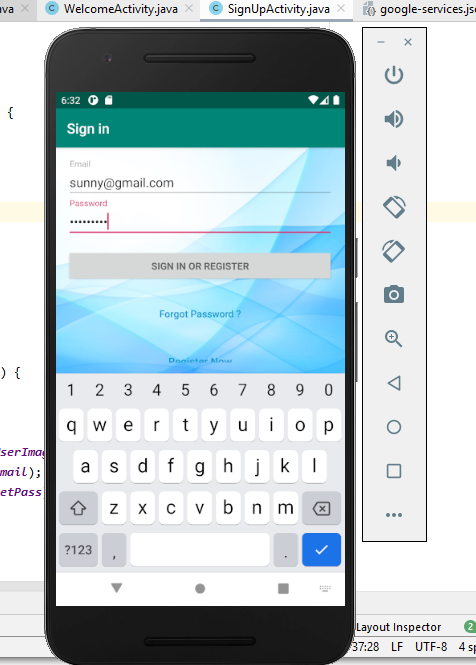 ava
WelcomeActivity.java
SignUpActivity.java
google-services.jso
{
6:32
Sign in
Email
sunny@gmail.com
Password
•••••••••
SIGN IN OR REGISTER
Forgot Password ?
Register Now
) {
UserImag
mail);
etPass
1 2 3 4 5 6 7 8 9 0
q w e r t y u i o p
a s d f g h j k l
z x c v b n m
?123 , .
Layout Inspector
2
37:28 LF UTF-8 4 sp